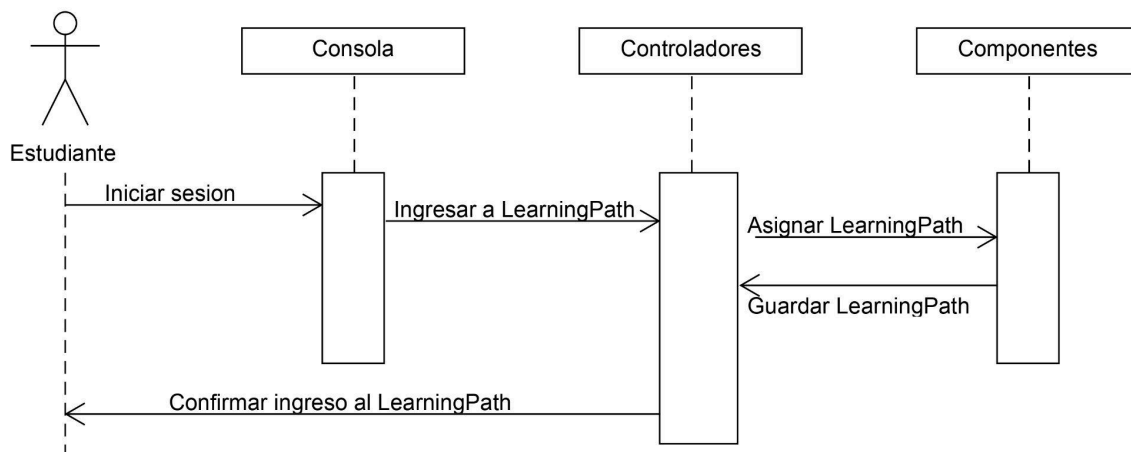 Consola
Controladores
Componentes
Estudiante
Iniciar sesion
Ingresar a LearningPath
Asignar LearningPath
Guardar LearningPath
Confirmar ingreso al LearningPath